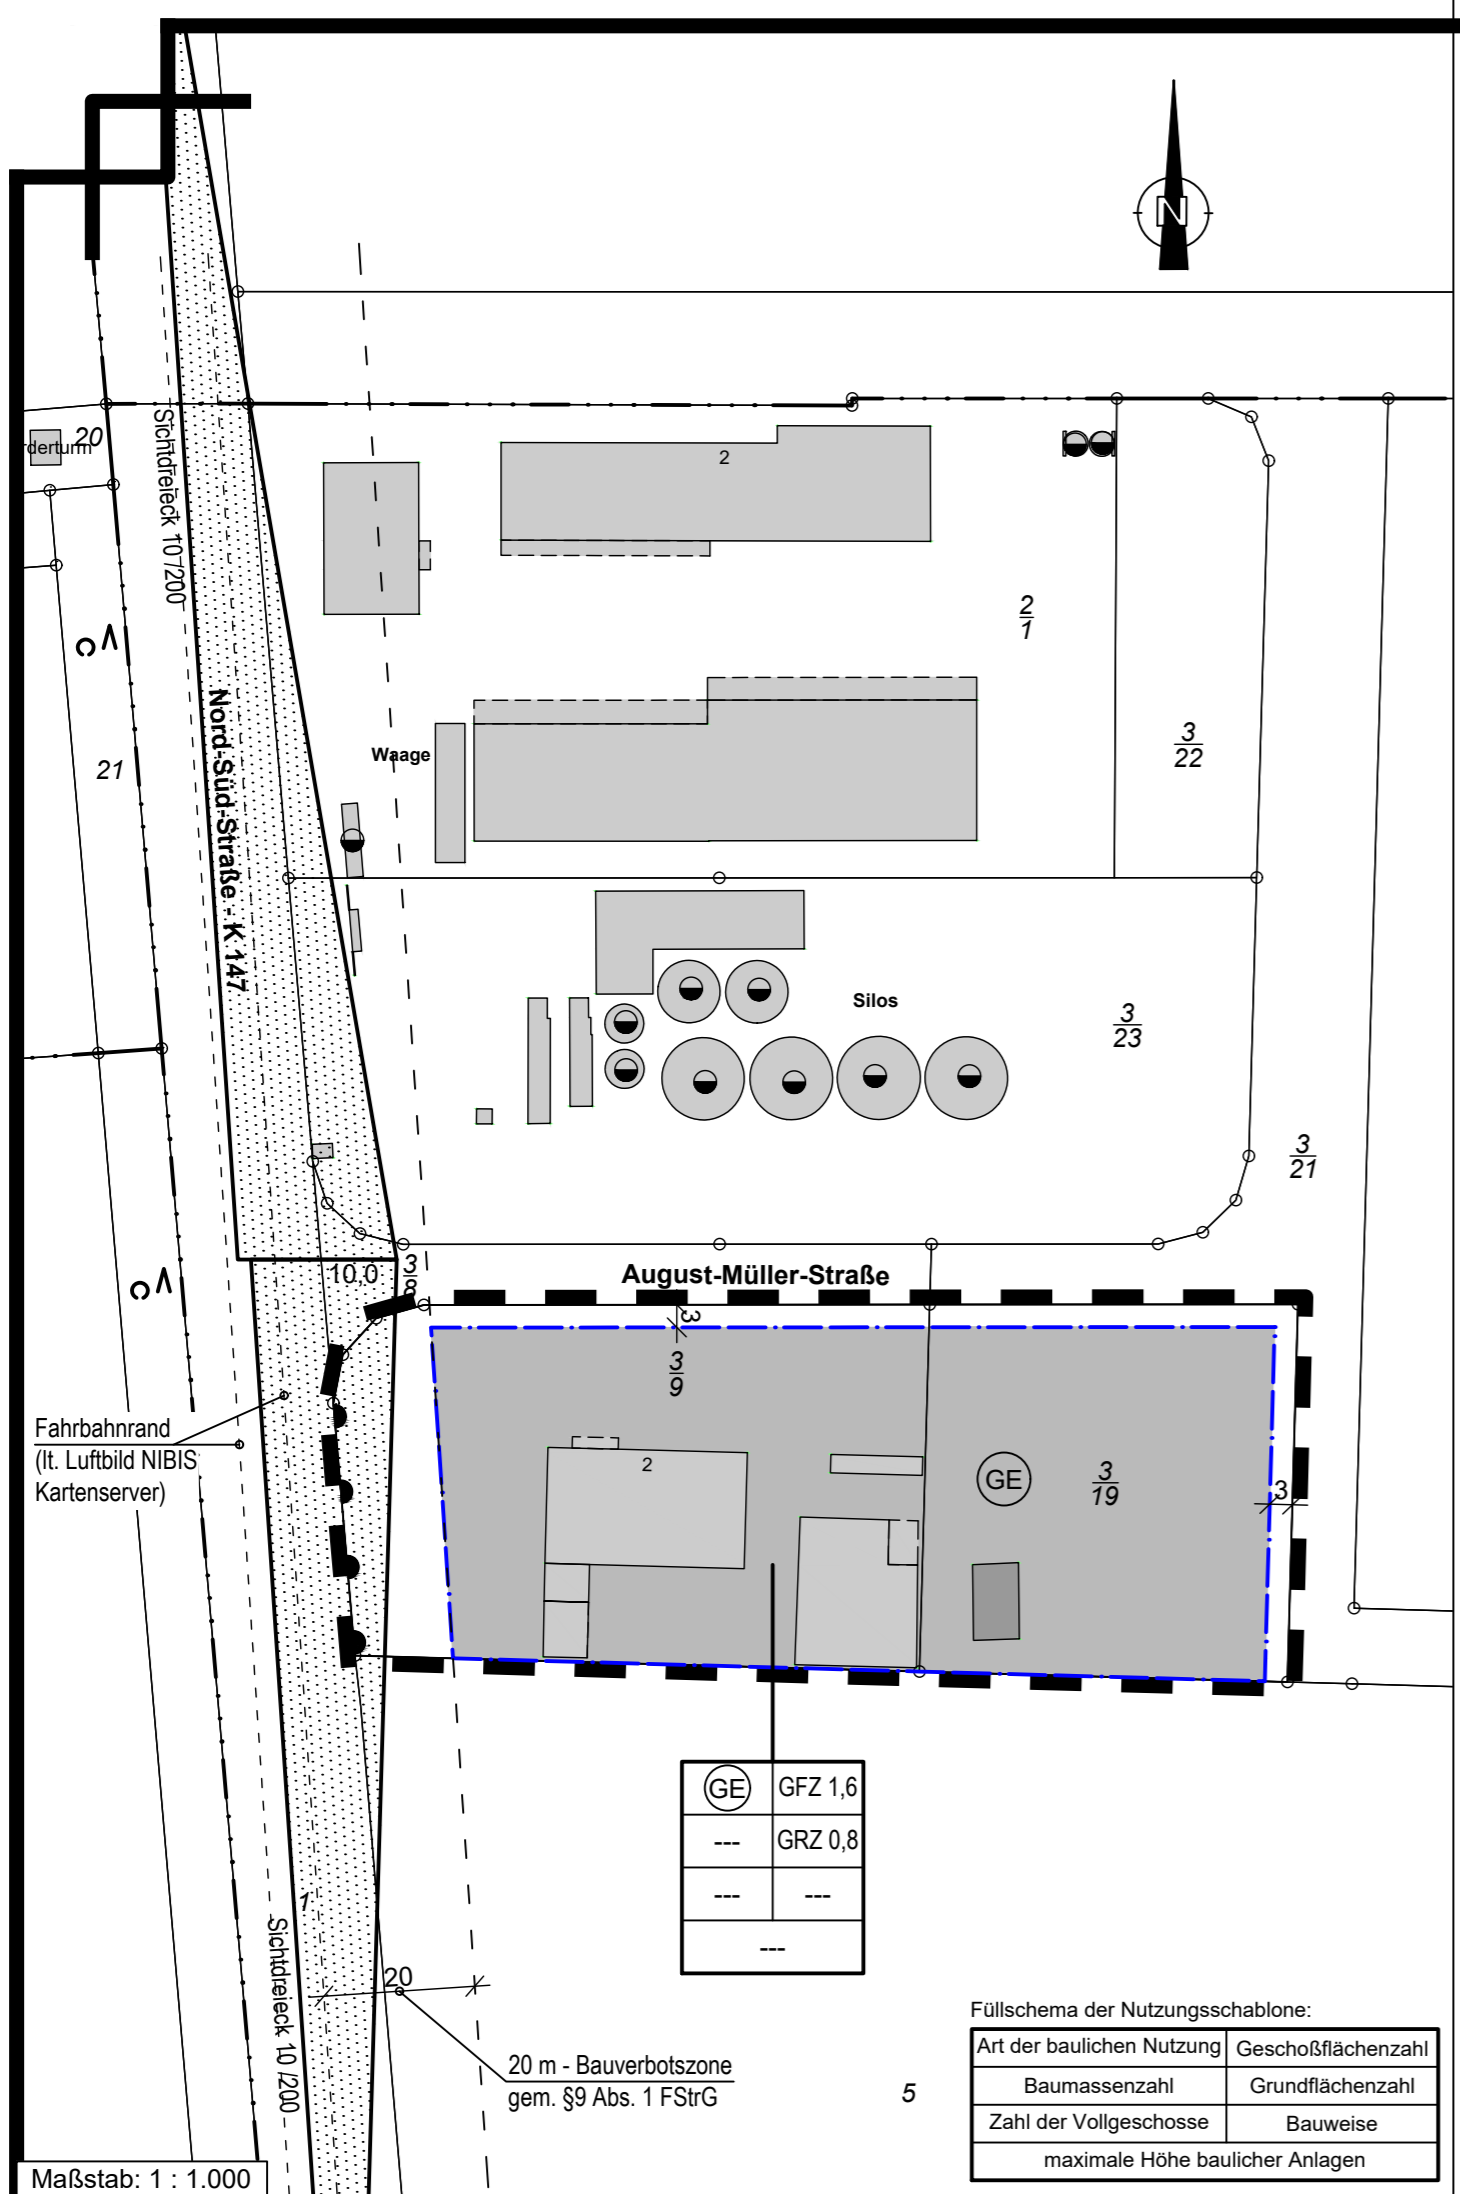 N
rderturm
20
2
Sichtdreieck 10 /200
2
1
21
Nord-Süd-Straße - K 147
Waage
3
22
Silos
3
23
3
21
10,0
3
8
August-Müller-Straße
3
3
9
Fahrbahnrand
(lt. Luftbild NIBIS
Kartenserver)
2
GE
3
19
3
GE
GFZ 1,6
---
GRZ 0,8
---
---
---
1
Sichtdreieck 10 /200
20
20 m - Bauverbotszone
gem. §9 Abs. 1 FStrG
5
Füllschema der Nutzungsschablone:
Art der baulichen Nutzung
Geschoßflächenzahl
Baumassenzahl
Grundflächenzahl
Zahl der Vollgeschosse
Bauweise
maximale Höhe baulicher Anlagen
Maßstab: 1 : 1.000